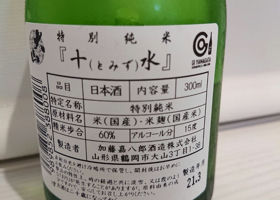 特別純米
『十(とみず)水』
品目 日本酒 内容量 300ml
特定名称 特別純米
原材料名 米(国産)・米麹(国産米)
精米歩合 60% アルコール分 15度
製造者 加藤嘉八郎酒造株式会社
山形県鶴岡市大山3丁目1-38
製造年月
21.3